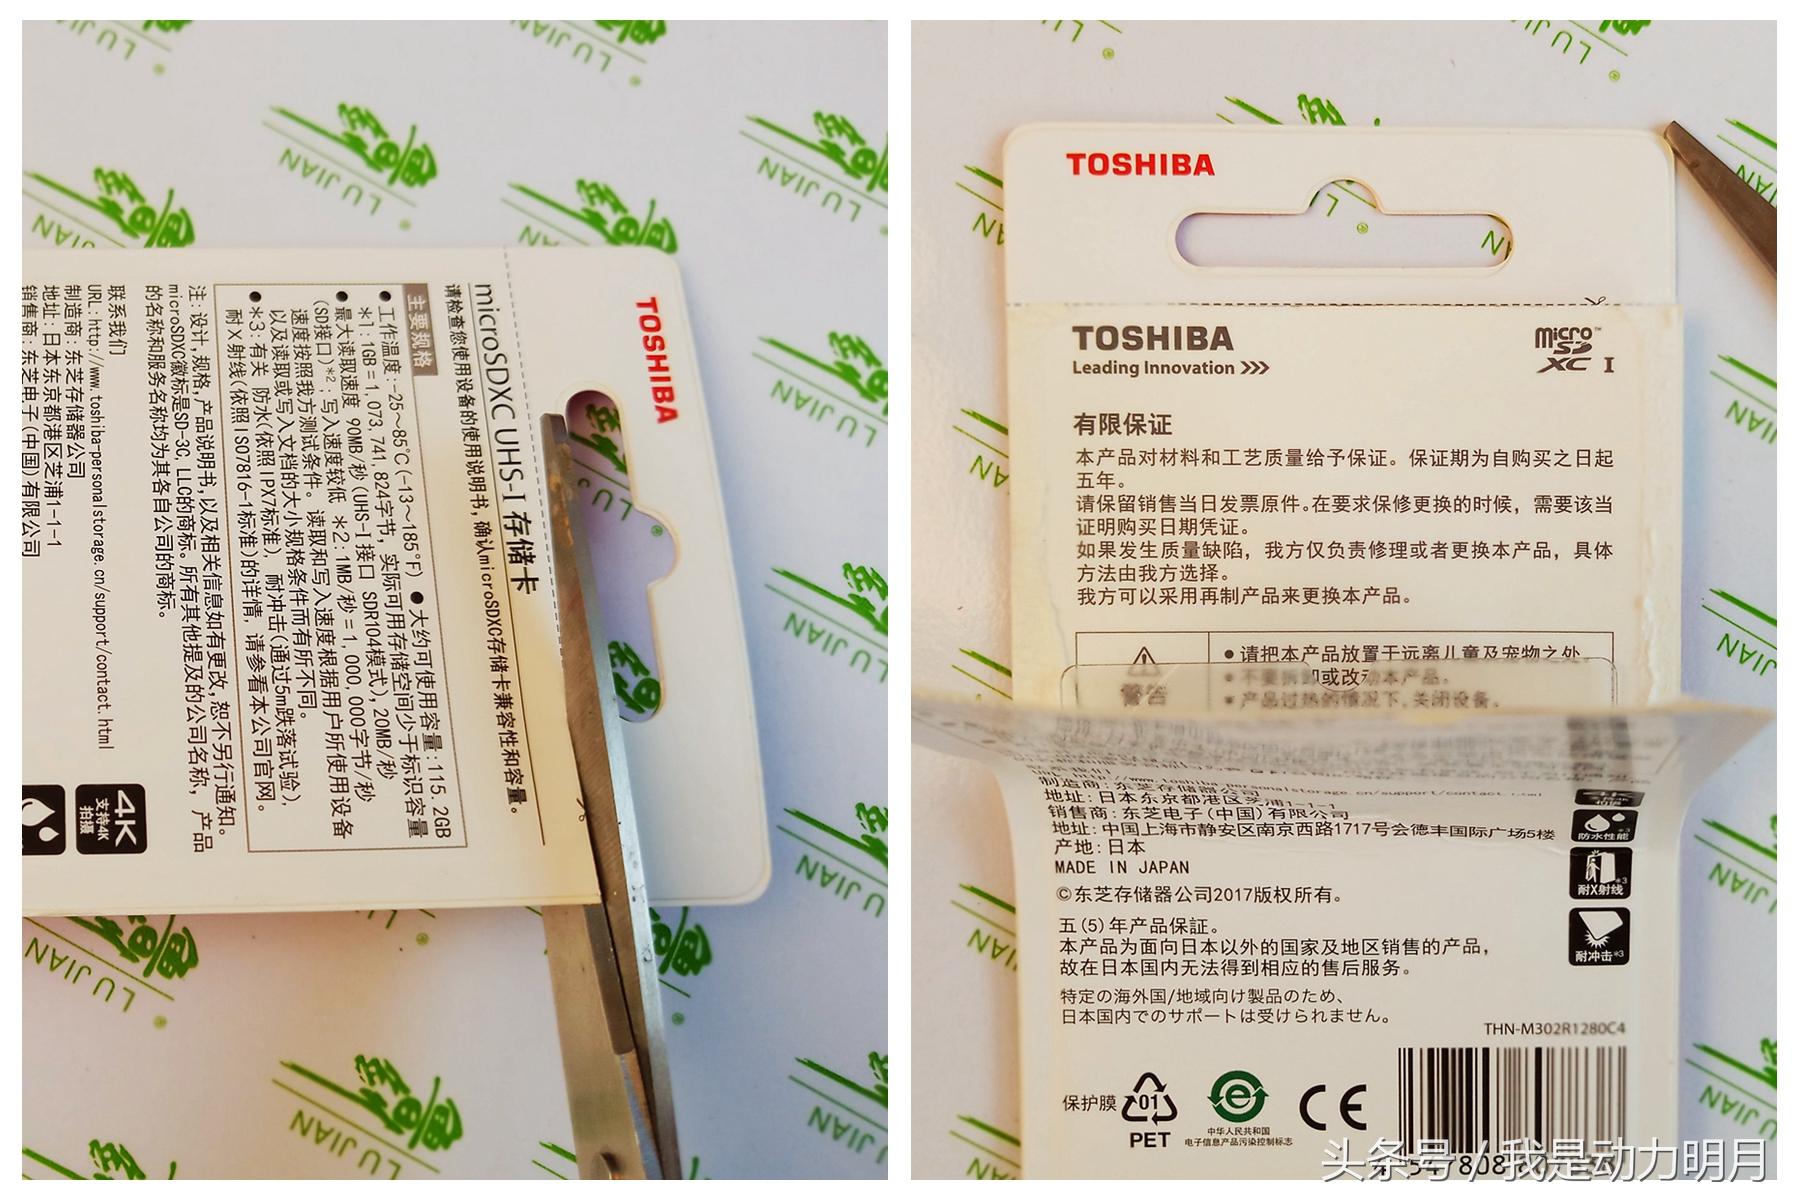 TOSHIBA
microSDXC UHS-I 存储卡
请检查您使用设备的使用说明书,确认microSDXC存储卡兼容性和容量。
主要规格
●工作温度:-25~85℃(-13~185°F) ●大约可使用容量:115.2GB
*1:1GB=1,073,741,824字节,实际可用存储空间少于标识容量
●最大读取速度 90MB/秒(UHS-I接口 SDR104模式),20MB/秒
(SD接口)*2;写入速度较低 *2:1MB/秒=1,000,000字节/秒
速度按照我方测试条件。读取和写入速度根据用户所使用设备
以及读取或写入文档的大小规格条件而有所不同。
●*3:有关 防水(依照IPX7标准),耐冲击(通过5m跌落试验),
耐X射线(依照ISO7816-1标准)的详情,请参看本公司官网。
注:设计,规格,产品说明书,以及相关信息如有更改,恕不另行通知。
microSDXC徽标是SD-3C, LLC的商标。所有其他提及的公司名称,产品
的名称和服务名称均为其各自公司的商标。
联系我们
URL:http://www.toshiba-personalstorage.cn/support/contact.html
制造商:东芝存储器公司
地址:日本东京都港区芝浦1-1-1
销售商:东芝电子(中国)有限公司
4K
支持4K
拍摄
LUJIAN
TOSHIBA
TOSHIBA
Leading Innovation >>>
micro SD XC I
有限保证
本产品对材料和工艺质量给予保证。保证期为自购买之日起
五年。
请保留销售当日发票原件。在要求保修更换的时候,需要该当
证明购买日期凭证。
如果发生质量缺陷,我方仅负责修理或者更换本产品,具体
方法由我方选择。
我方可以采用再制产品来更换本产品。
警告
●请把本产品放置于远离儿童及宠物之处
●不要拆卸或改动本产品。
●产品过热的情况下,关闭设备。
制造商:东芝存储器公司
地址:日本东京都港区芝浦1-1-1
销售商:东芝电子(中国)有限公司
地址:中国上海市静安区南京西路1717号会德丰国际广场5楼
产地:日本
MADE IN JAPAN
©东芝存储器公司2017版权所有。
五(5)年产品保証。
本产品为面向日本以外的国家及地区销售的产品,
故在日本国内无法得到相应的售后服务。
特定の海外国/地域向け製品のため、
日本国内でのサポートは受けられません。
防水性能*3
耐X射线*3
耐冲击*3
THN-M302R1280C4
保护膜
01
PET
中华人民共和国
电子信息产品污染控制标志
CE
头条号 / 我是动力明月